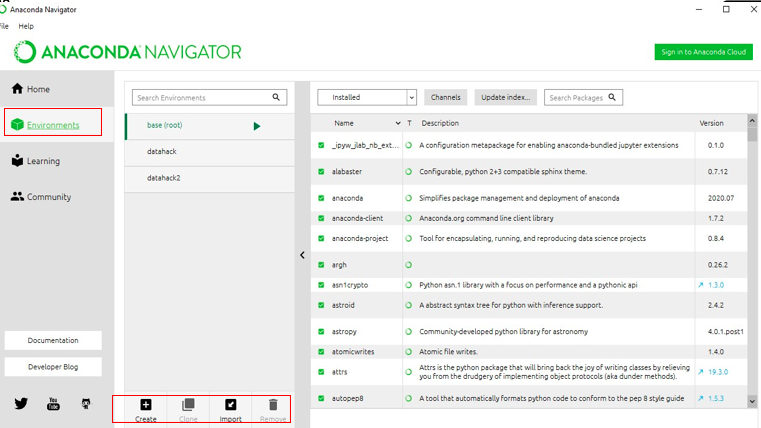 Anaconda Navigator
File Help
ANACONDA NAVIGATOR
Sign in to Anaconda Cloud
Home
Environments
Learning
Community
Documentation
Developer Blog
You
Tube
Search Environments
base (root)
datahack
datahack2
Create Clone Import Remove
Installed Channels Update index... Search Packages
Name T Description Version
_ipyw_jlab_nb_ext... A configuration metapackage for enabling anaconda-bundled jupyter extensions 0.1.0
alabaster Configurable, python 2+3 compatible sphinx theme. 0.7.12
anaconda Simplifies package management and deployment of anaconda 2020.07
anaconda-client Anaconda.org command line client library 1.7.2
anaconda-project Tool for encapsulating, running, and reproducing data science projects 0.8.4
argh 0.26.2
asn1crypto Python asn.1 library with a focus on performance and a pythonic api 1.3.0
astroid A abstract syntax tree for python with inference support. 2.4.2
astropy Community-developed python library for astronomy 4.0.1.post1
atomicwrites Atomic file writes. 1.4.0
attrs Attrs is the python package that will bring back the joy of writing classes by relieving
you from the drudgery of implementing object protocols (aka dunder methods). 19.3.0
autopep8 A tool that automatically formats python code to conform to the pep 8 style guide 1.5.3